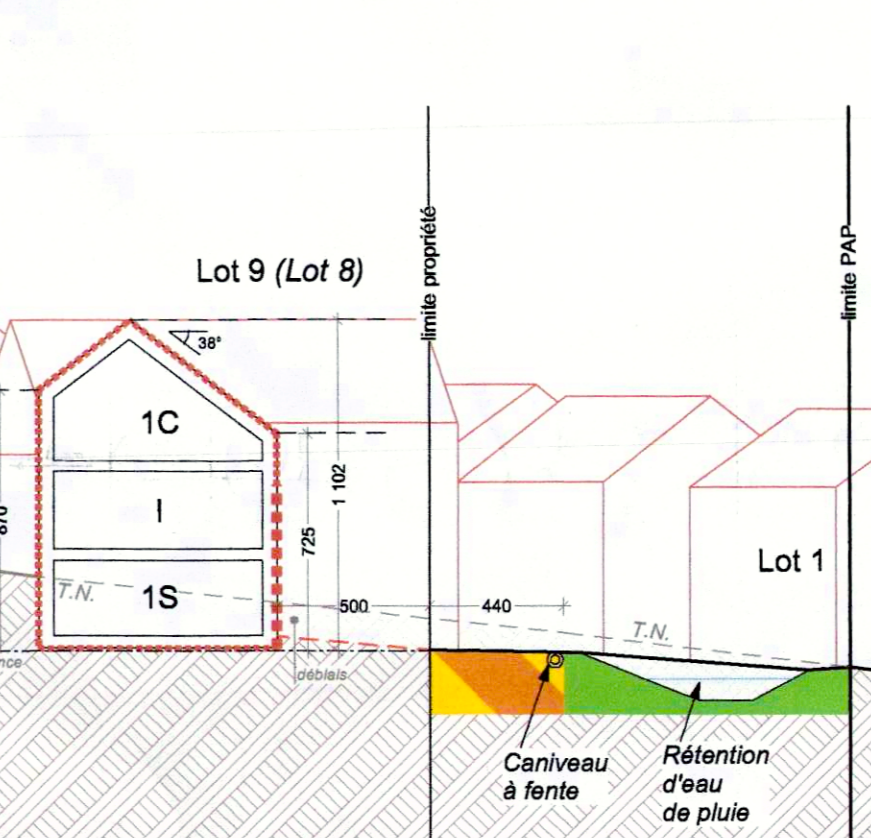 limite propriété
limite PAP
Lot 9 (Lot 8)
38°
1C
1 102
I
725
Lot 1
T.N.
1S
500
440
T.N.
déblais
Caniveau
à fente
Rétention
d'eau
de pluie